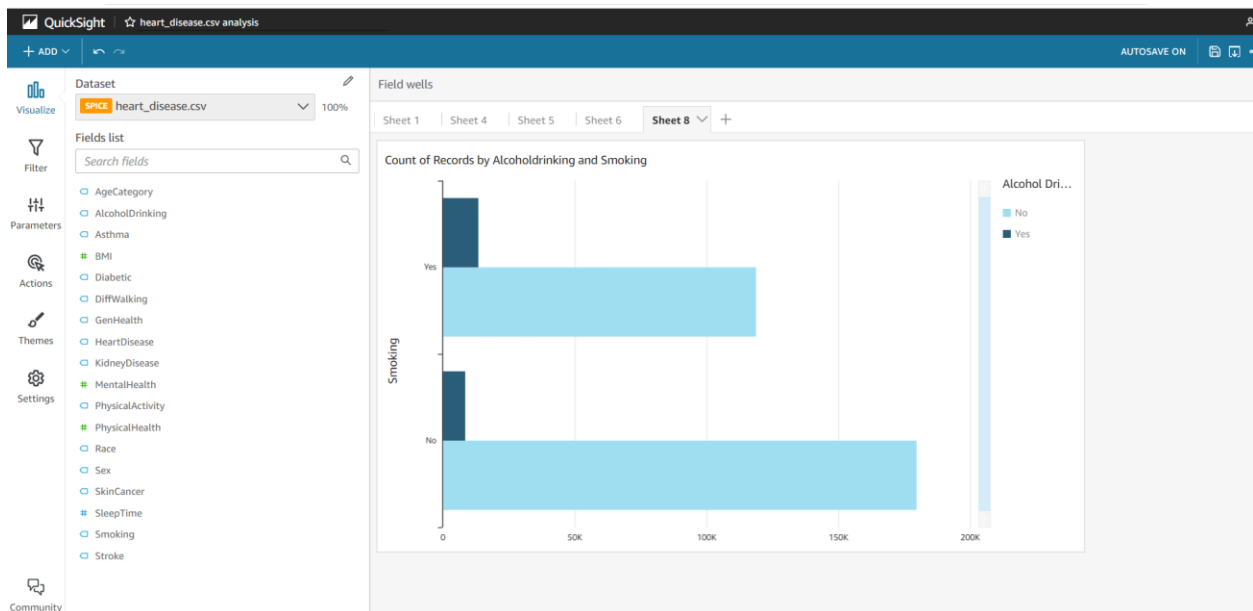 QuickSight heart_disease.csv analysis
ADD AUTOSAVE ON
Visualize
Filter
Parameters
Actions
Themes
Settings
Community
Dataset
SPICE heart_disease.csv 100%
Fields list
Search fields
AgeCategory
AlcoholDrinking
Asthma
# BMI
Diabetic
DiffWalking
GenHealth
HeartDisease
KidneyDisease
# MentalHealth
PhysicalActivity
# PhysicalHealth
Race
Sex
SkinCancer
# SleepTime
Smoking
Stroke
Field wells
Sheet 1 Sheet 4 Sheet 5 Sheet 6 Sheet 8
Count of Records by Alcoholdrinking and Smoking
Smoking
Yes
No
0 50K 100K 150K 200K
Alcohol Dri...
No
Yes